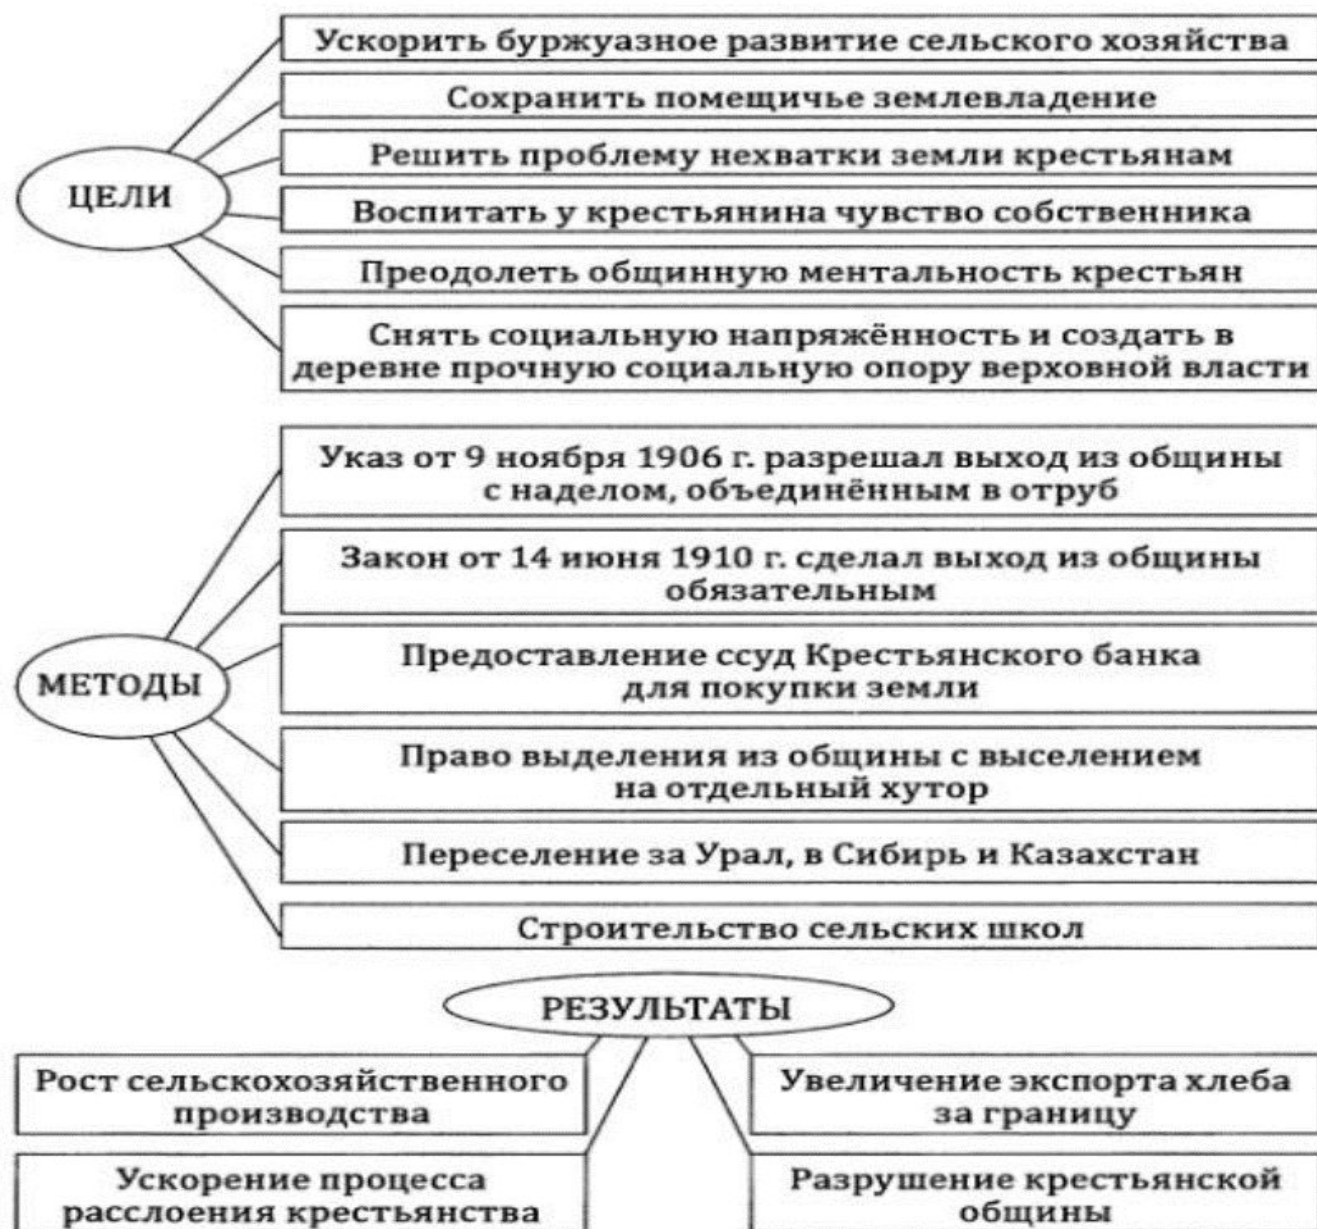 Ускорить буржуазное развитие сельского хозяйства
Сохранить помещичье землевладение
Решить проблему нехватки земли крестьянам
ЦЕЛИ
Воспитать у крестьянина чувство собственника
Преодолеть общинную ментальность крестьян
Снять социальную напряжённость и создать в
деревне прочную социальную опору верховной власти
Указ от 9 ноября 1906 г. разрешал выход из общины
с наделом, объединённым в отруб
Закон от 14 июня 1910 г. сделал выход из общины
обязательным
Предоставление ссуд Крестьянского банка
для покупки земли
МЕТОДЫ
Право выделения из общины с выселением
на отдельный хутор
Переселение за Урал, в Сибирь и Казахстан
Строительство сельских школ
РЕЗУЛЬТАТЫ
Рост сельскохозяйственного
производства
Увеличение экспорта хлеба
за границу
Ускорение процесса
расслоения крестьянства
Разрушение крестьянской
общины